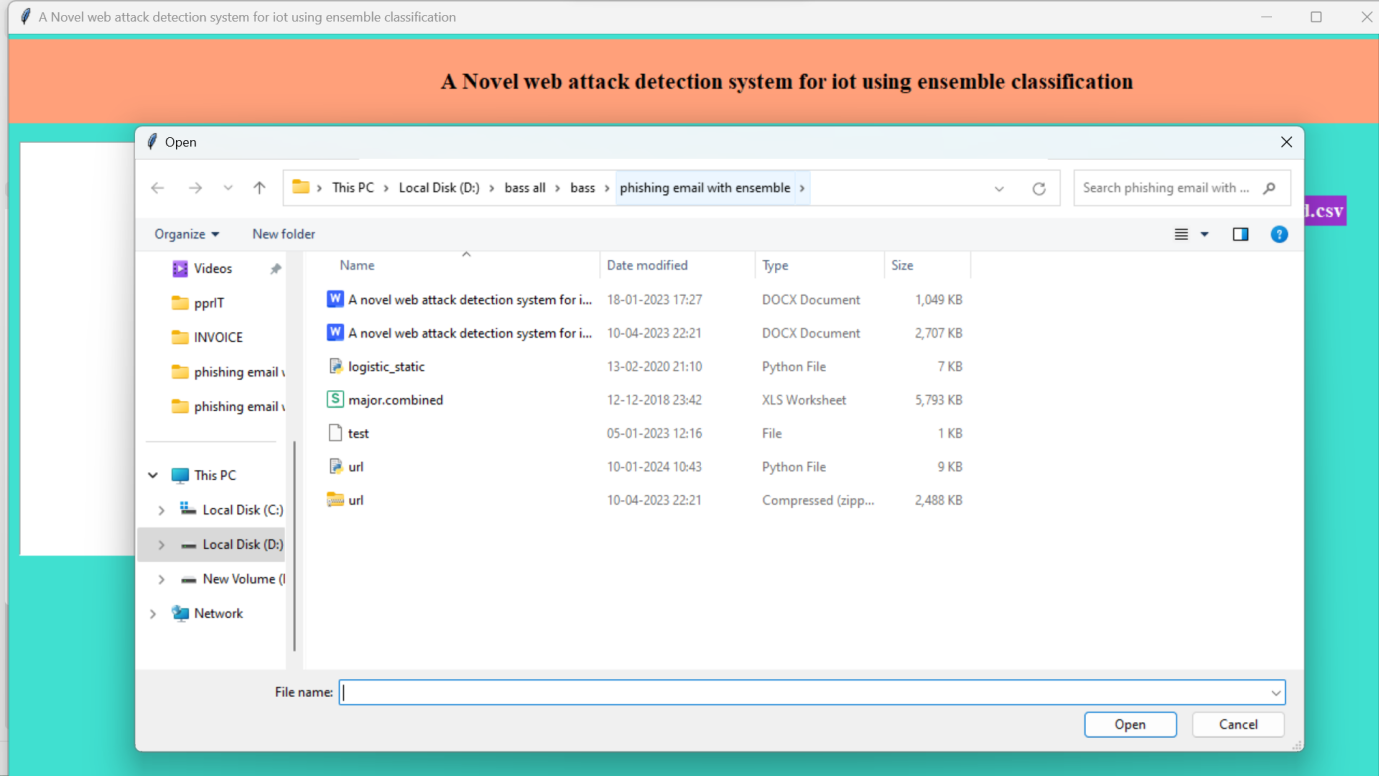 A Novel web attack detection system for iot using ensemble classification
A Novel web attack detection system for iot using ensemble classification
Open
This PC > Local Disk (D:) > bass all > bass > phishing email with ensemble >
Search phishing email with ...
d.csv
Organize
New folder
Name Date modified Type Size
Videos
pprIT
INVOICE
phishing email
phishing email
This PC
Local Disk (C:)
Local Disk (D:)
New Volume (
Network
A novel web attack detection system for i... 18-01-2023 17:27 DOCX Document 1,049 KB
A novel web attack detection system for i... 10-04-2023 22:21 DOCX Document 2,707 KB
logistic_static 13-02-2020 21:10 Python File 7 KB
major.combined 12-12-2018 23:42 XLS Worksheet 5,793 KB
test 05-01-2023 12:16 File 1 KB
url 10-01-2024 10:43 Python File 9 KB
url 10-04-2023 22:21 Compressed (zipp... 2,488 KB
File name:
Open Cancel